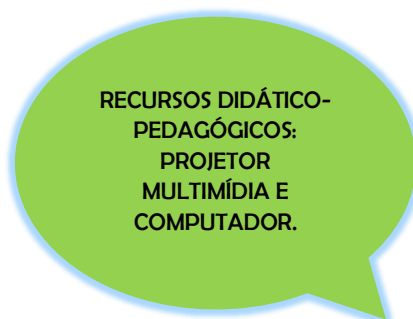 RECURSOS DIDÁTICO-
PEDAGÓGICOS:
PROJETOR
MULTIMÍDIA E
COMPUTADOR.